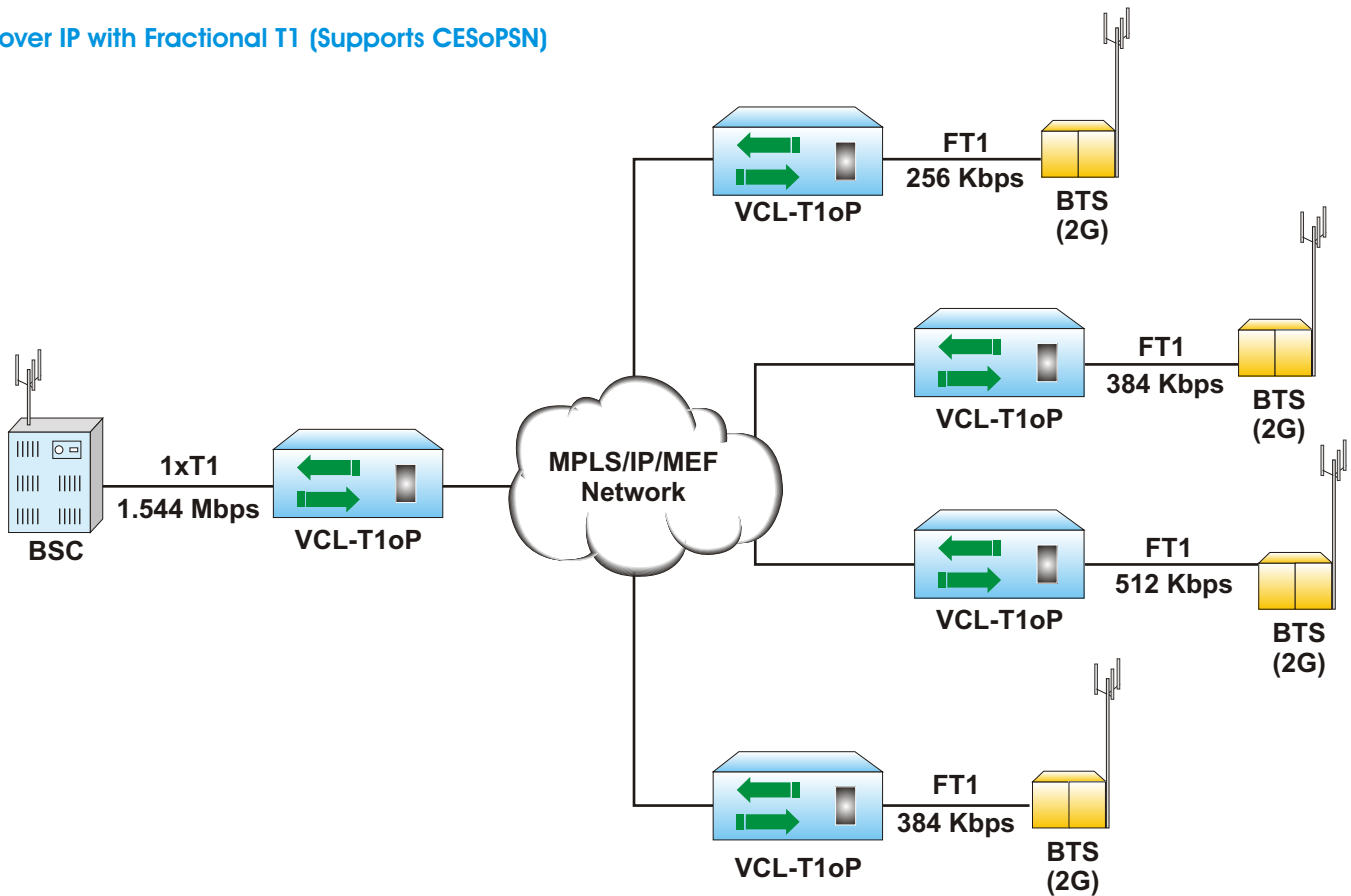 over IP with Fractional T1 (Supports CESoPSN)
FT1
256 Kbps
VCL-T1oP
BTS
(2G)
FT1
384 Kbps
VCL-T1oP
BTS
(2G)
1xT1
1.544 Mbps
BSC
VCL-T1oP
MPLS/IP/MEF
Network
FT1
512 Kbps
VCL-T1oP
BTS
(2G)
FT1
384 Kbps
VCL-T1oP
BTS
(2G)